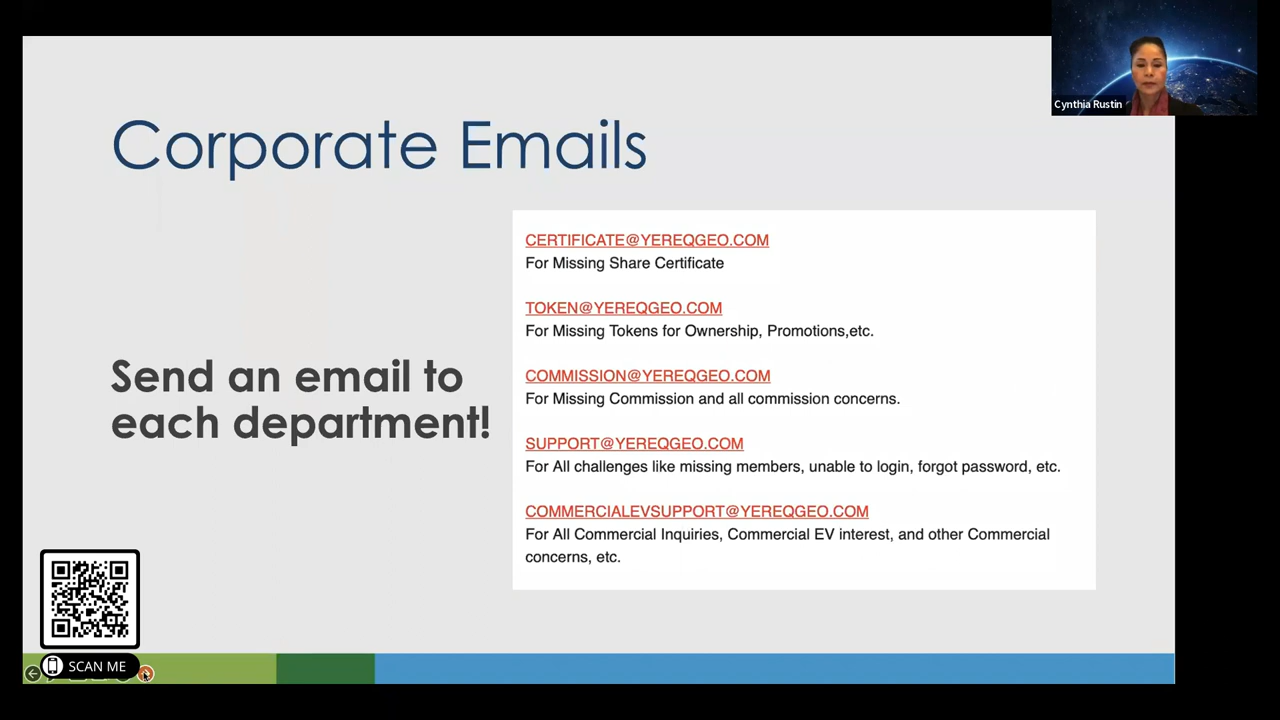 Cynthia Rustin
Corporate Emails
CERTIFICATE@YEREQGEO.COM
For Missing Share Certificate
TOKEN@YEREQGEO.COM
For Missing Tokens for Ownership, Promotions,etc.
COMMISSION@YEREQGEO.COM
For Missing Commission and all commission concerns.
SUPPORT@YEREQGEO.COM
For All challenges like missing members, unable to login, forgot password, etc.
COMMERCIALEVSUPPORT@YEREQGEO.COM
For All Commercial Inquiries, Commercial EV interest, and other Commercial
concerns, etc.
Send an email to
each department!
SCAN ME